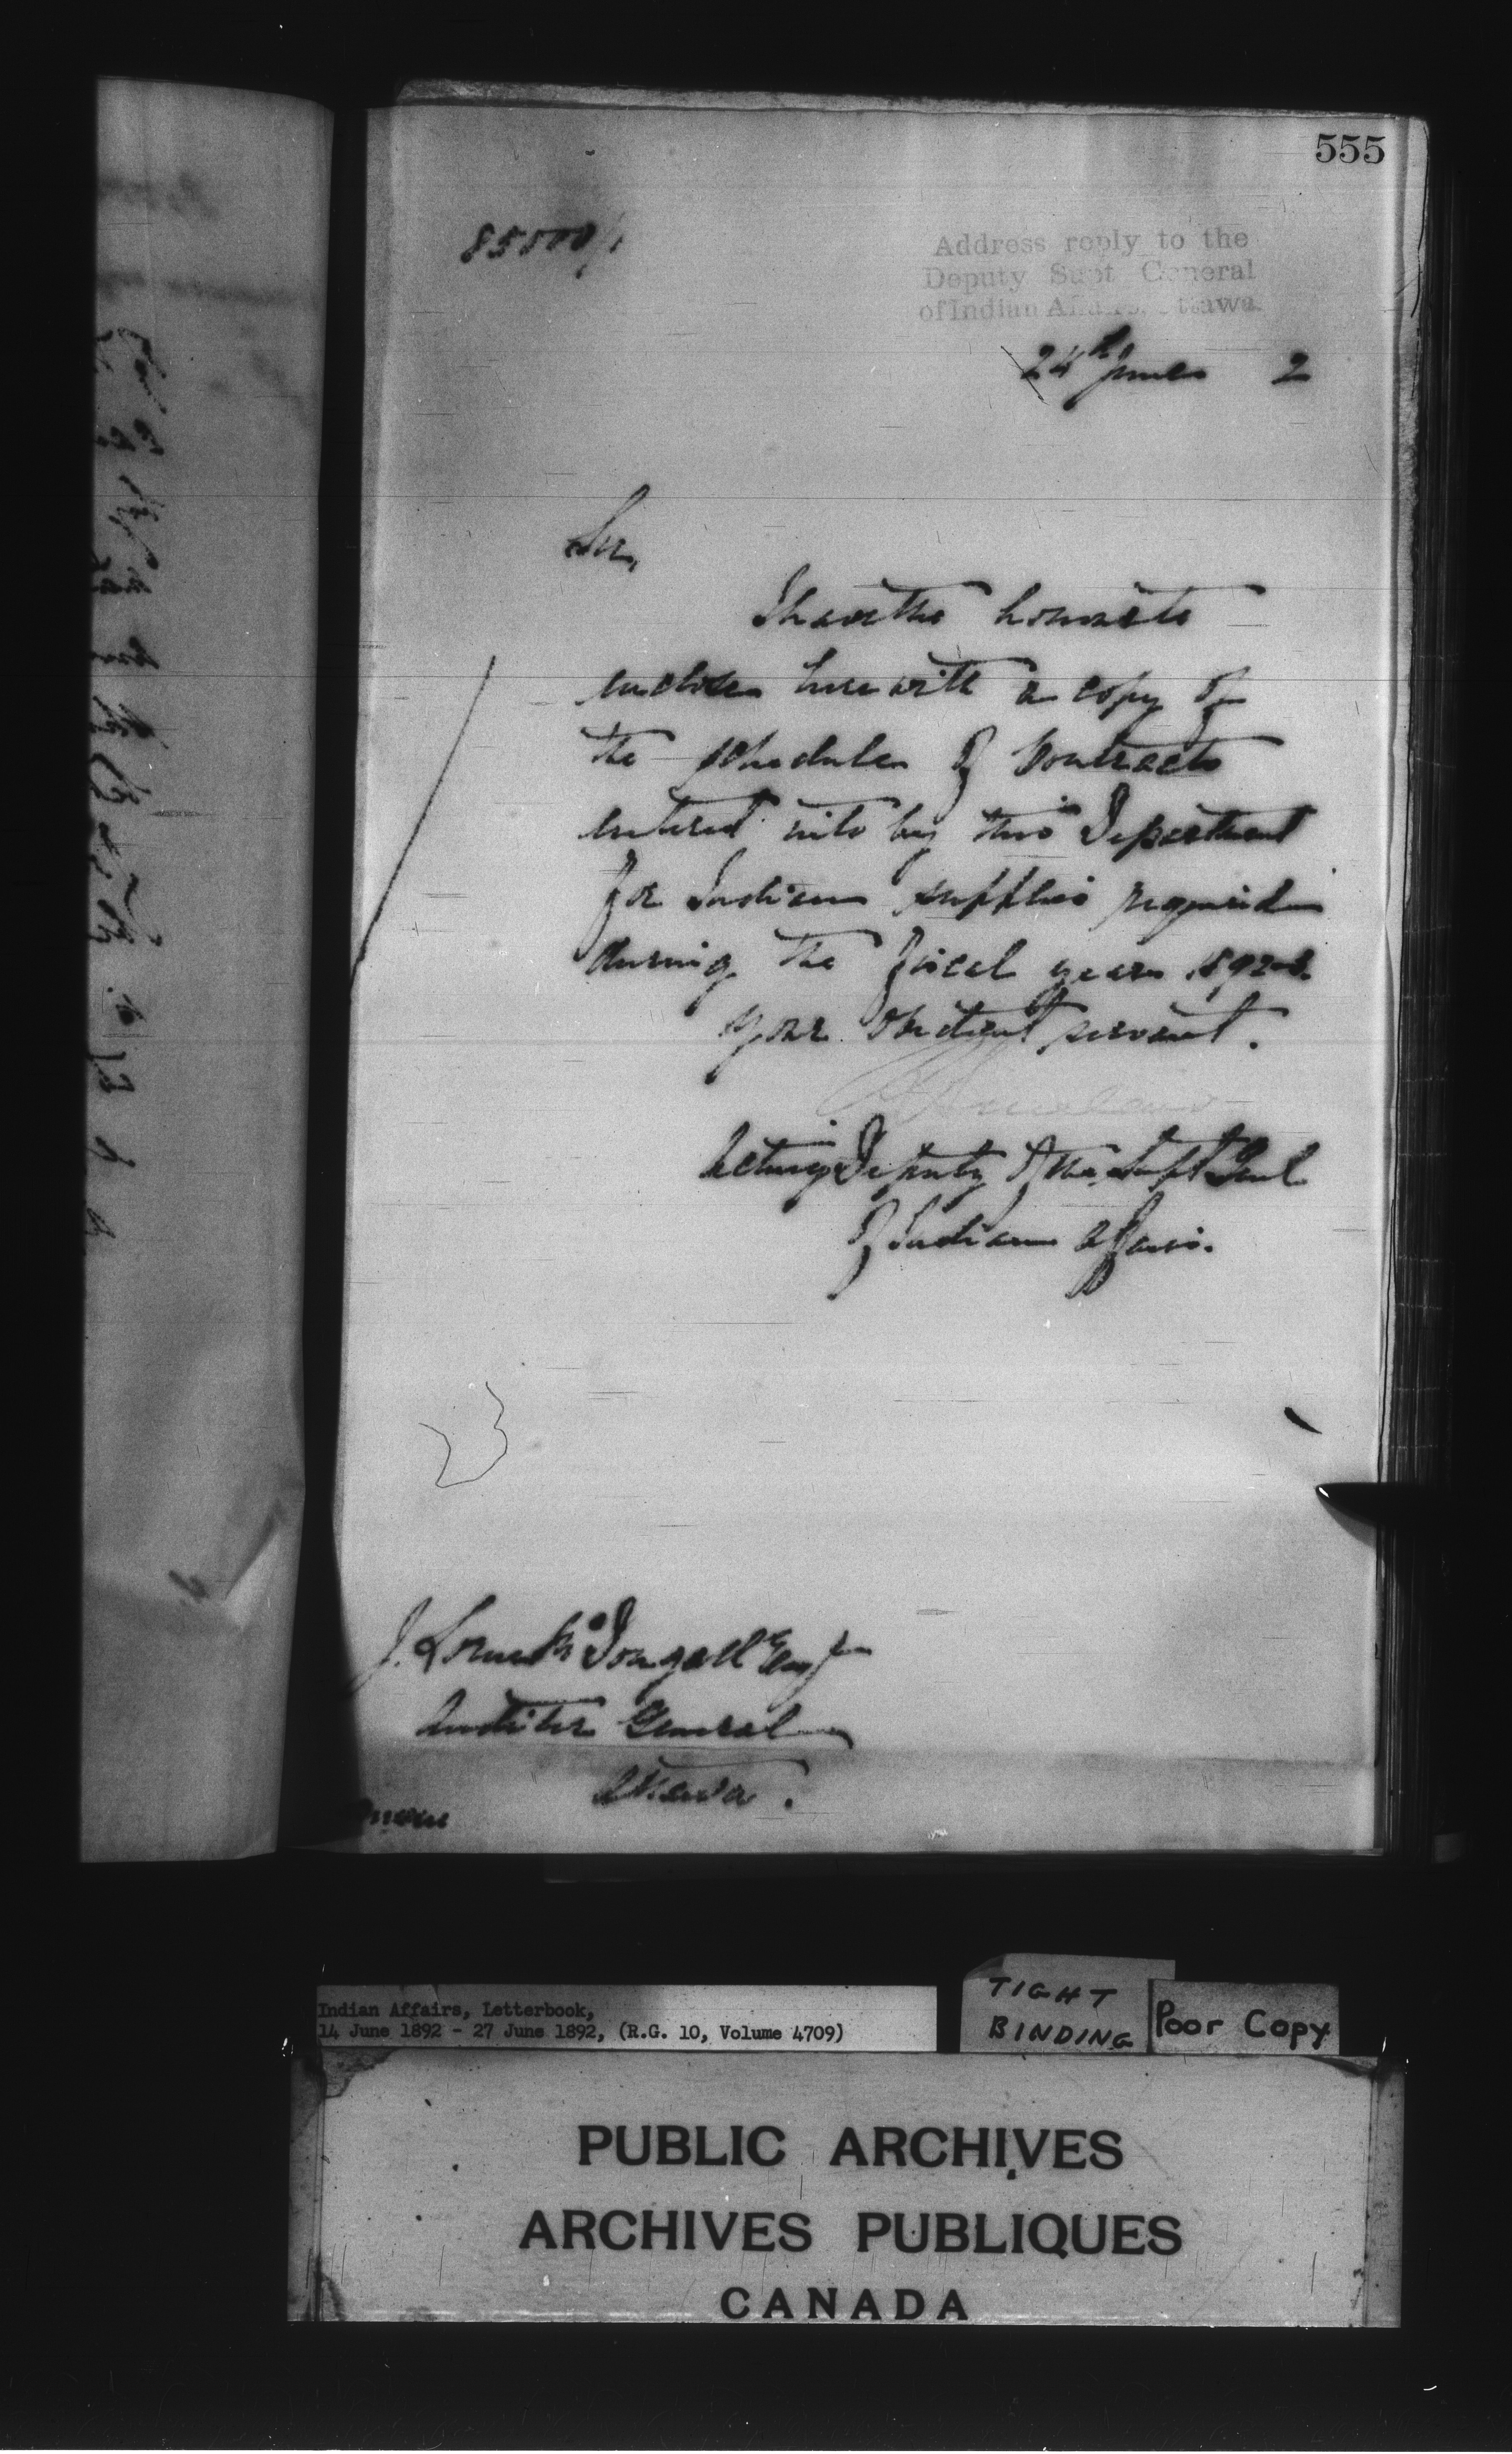 555
85000/1
Address reply to the
Deputy Supt General
of Indian Affairs, Ottawa.
24th June 2
Sir,
I have the honor to
enclose herewith a copy of
the schedule of Contracts
entered into by this Department
for Indian supplies required
during the fiscal year 1892-3.
Your obedient servant.
Acting Deputy of the Supt Genl
of Indian Affairs.
J. Lorne McDougall Esq
Auditor General
Ottawa.
Indian Affairs, Letterbook,
14 June 1892 - 27 June 1892, (R.G. 10, Volume 4709)
TIGHT
BINDING
Poor Copy
PUBLIC ARCHIVES
ARCHIVES PUBLIQUES
CANADA